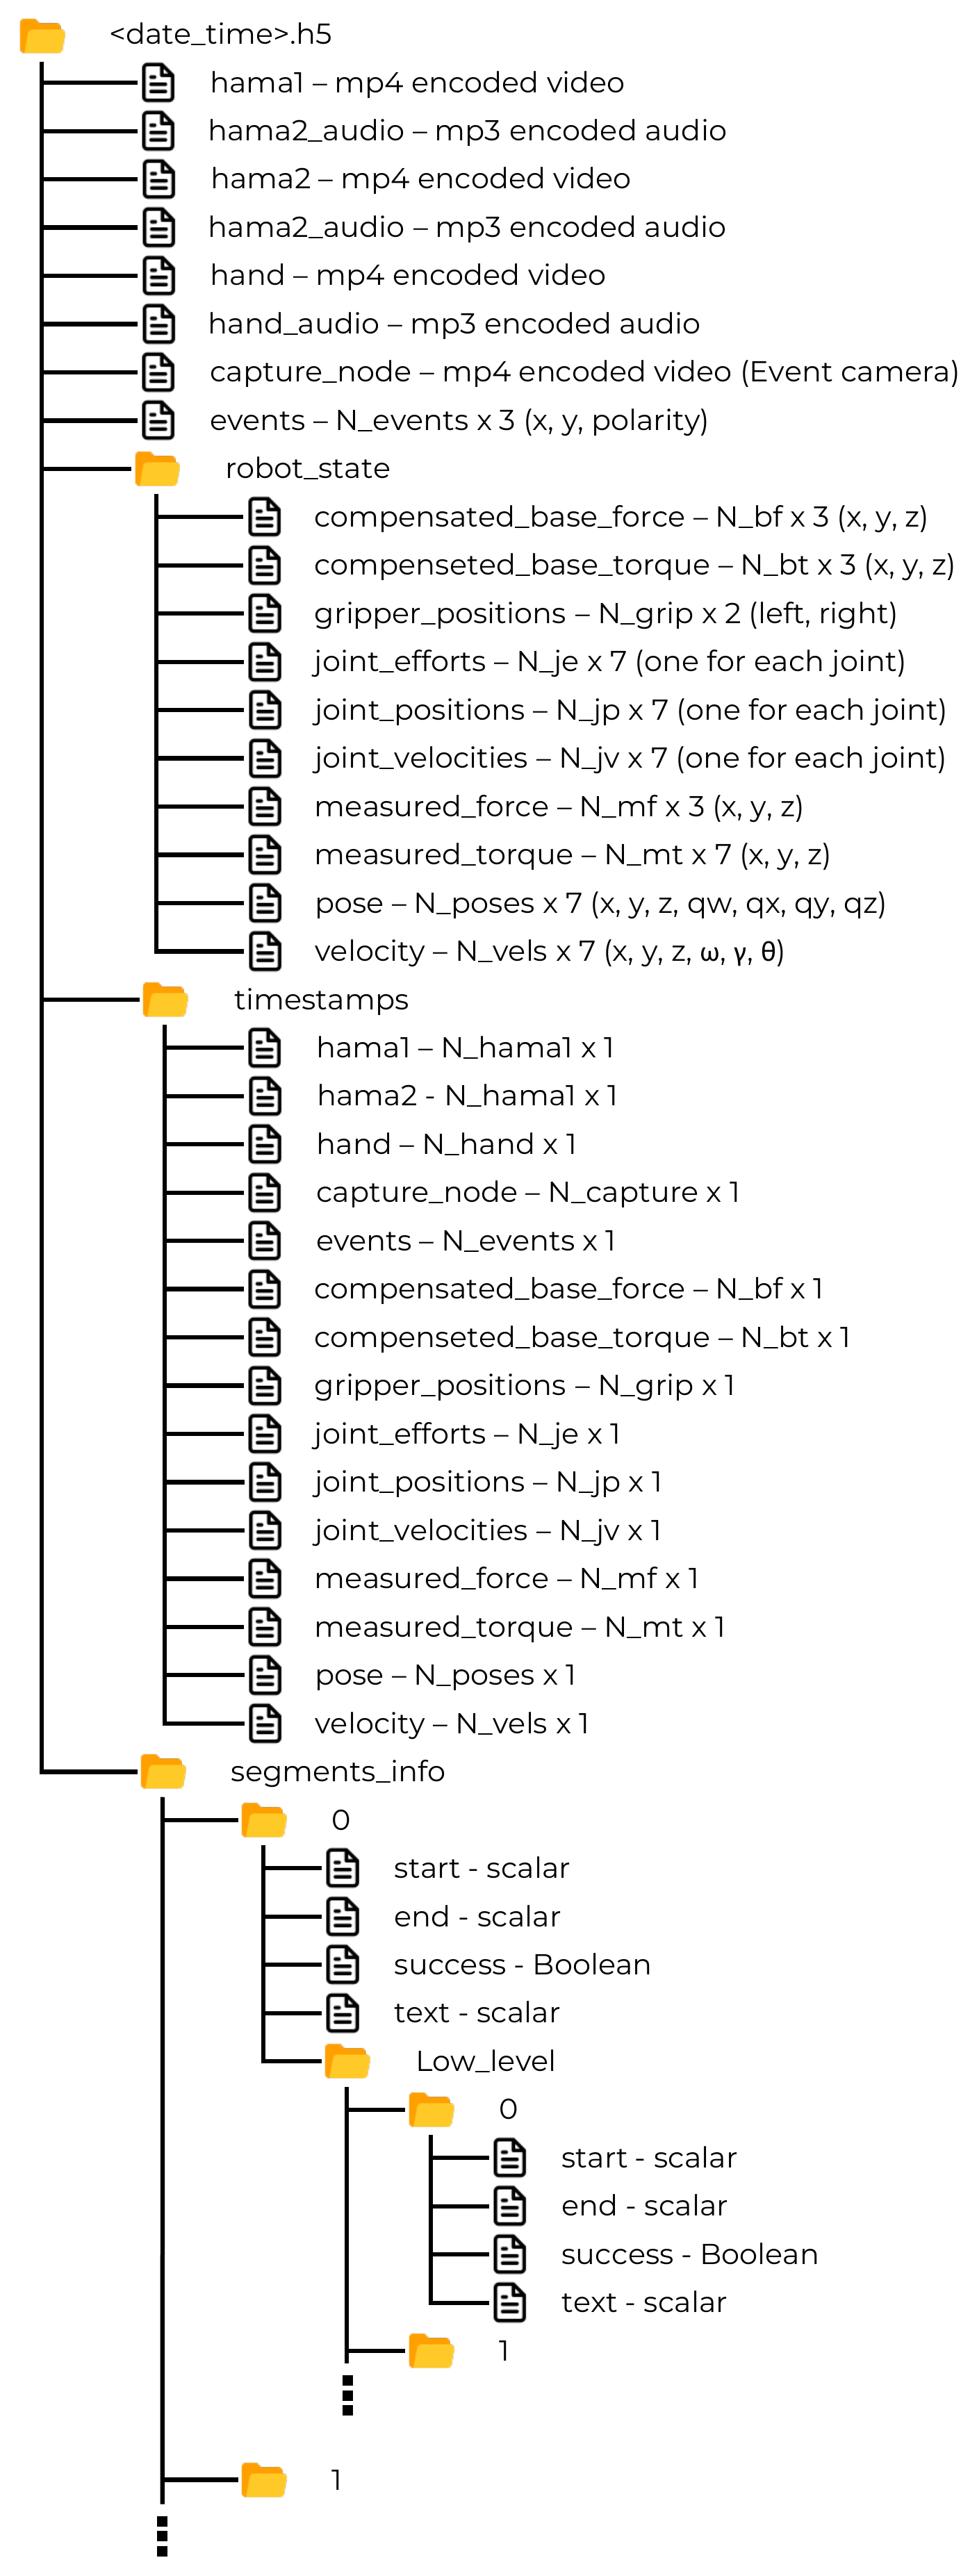 <date_time>.h5
hama1 – mp4 encoded video
hama2_audio – mp3 encoded audio
hama2 – mp4 encoded video
hama2_audio – mp3 encoded audio
hand – mp4 encoded video
hand_audio – mp3 encoded audio
capture_node – mp4 encoded video (Event camera)
events – N_events x 3 (x, y, polarity)
robot_state
compensated_base_force – N_bf x 3 (x, y, z)
compenseted_base_torque – N_bt x 3 (x, y, z)
gripper_positions – N_grip x 2 (left, right)
joint_efforts – N_je x 7 (one for each joint)
joint_positions – N_jp x 7 (one for each joint)
joint_velocities – N_jv x 7 (one for each joint)
measured_force – N_mf x 3 (x, y, z)
measured_torque – N_mt x 7 (x, y, z)
pose – N_poses x 7 (x, y, z, qw, qx, qy, qz)
velocity – N_vels x 7 (x, y, z, ω, γ, θ)
timestamps
hama1 – N_hama1 x 1
hama2 - N_hama1 x 1
hand – N_hand x 1
capture_node – N_capture x 1
events – N_events x 1
compensated_base_force – N_bf x 1
compenseted_base_torque – N_bt x 1
gripper_positions – N_grip x 1
joint_efforts – N_je x 1
joint_positions – N_jp x 1
joint_velocities – N_jv x 1
measured_force – N_mf x 1
measured_torque – N_mt x 1
pose – N_poses x 1
velocity – N_vels x 1
segments_info
0
start - scalar
end - scalar
success - Boolean
text - scalar
Low_level
0
start - scalar
end - scalar
success - Boolean
text - scalar
1
1